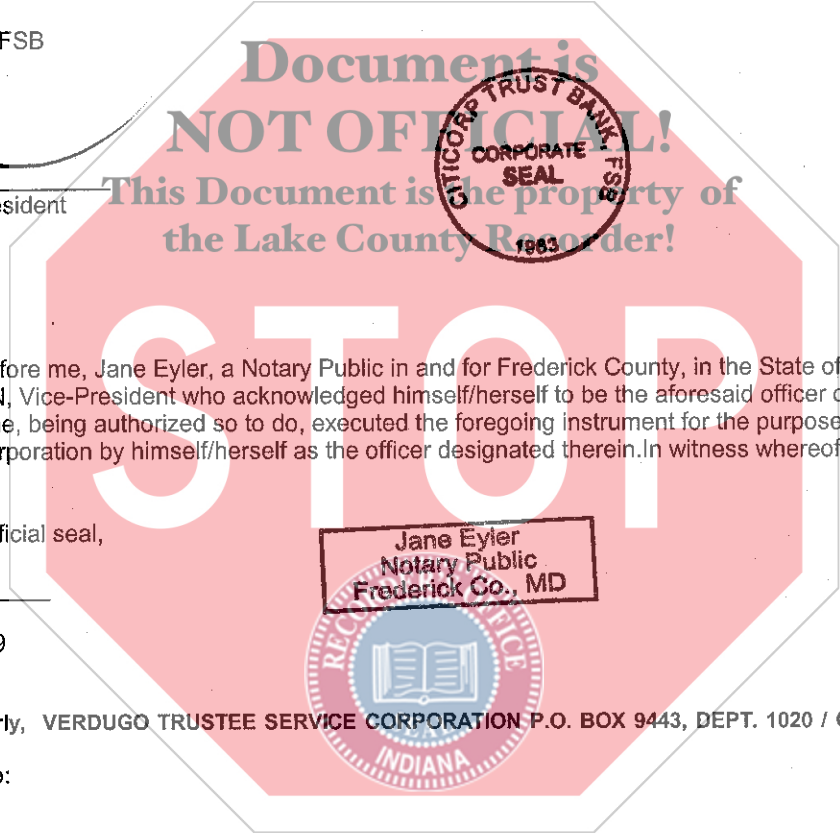 FSB
Document is
NOT OFFICIAL!
CITICORP TRUST BANK, FSB
CORPORATE
SEAL
1983
This Document is the property of
esident
the Lake County Recorder!
STOP
fore me, Jane Eyler, a Notary Public in and for Frederick County, in the State of
, Vice-President who acknowledged himself/herself to be the aforesaid officer
e, being authorized so to do, executed the foregoing instrument for the purpose
rporation by himself/herself as the officer designated therein.In witness whereof
ficial seal,
Jane Eyler
Notary Public
Frederick Co., MD
RECORDER'S OFFICE
SEAL
INDIANA
9
rly, VERDUGO TRUSTEE SERVICE CORPORATION P.O. BOX 9443, DEPT. 1020 /
: